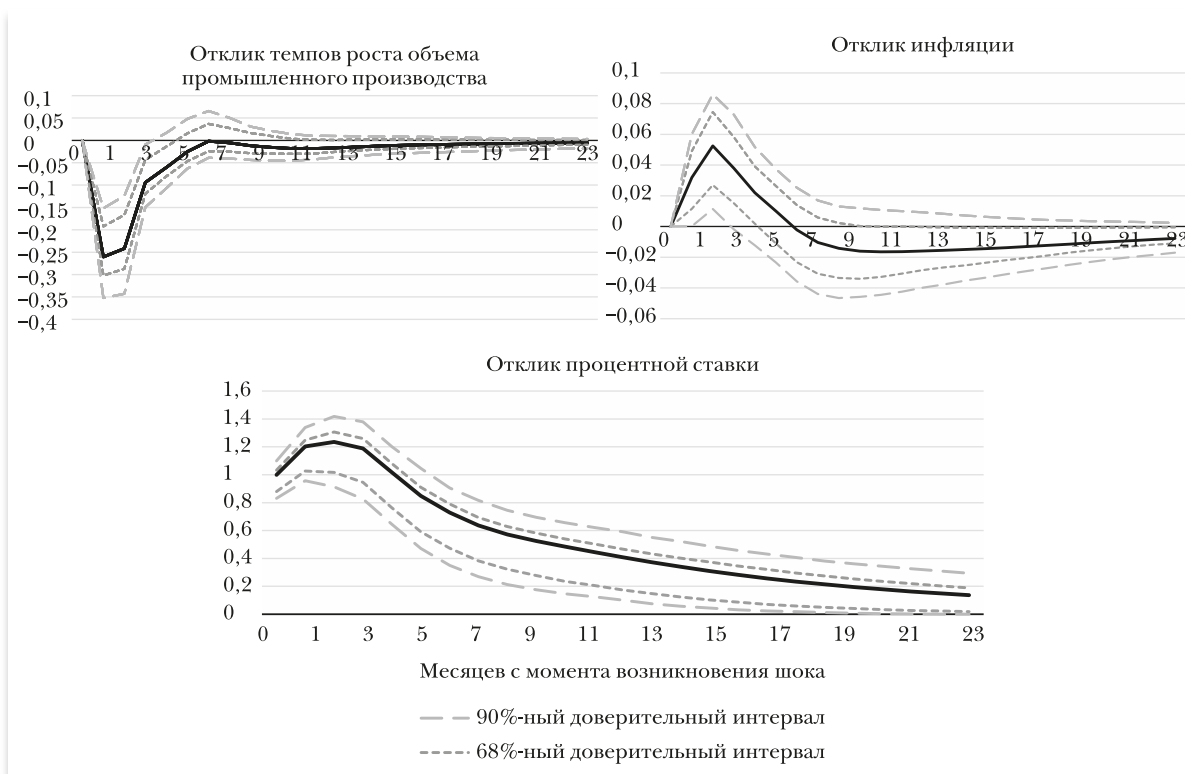 Отклик темпов роста объема
промышленного производства
0,1
0,05
0
−0,05
−0,1
−0,15
−0,2
−0,25
−0,3
−0,35
−0,4
0 1 3 5 7 9 11 13 15 17 19 21 23
Отклик инфляции
0,1
0,08
0,06
0,04
0,02
0
−0,02
−0,04
−0,06
0 1 3 5 7 9 11 13 15 17 19 21 23
Отклик процентной ставки
1,6
1,4
1,2
1
0,8
0,6
0,4
0,2
0
0 1 3 5 7 9 11 13 15 17 19 21 23
Месяцев с момента возникновения шока
90%-ный доверительный интервал
68%-ный доверительный интервал